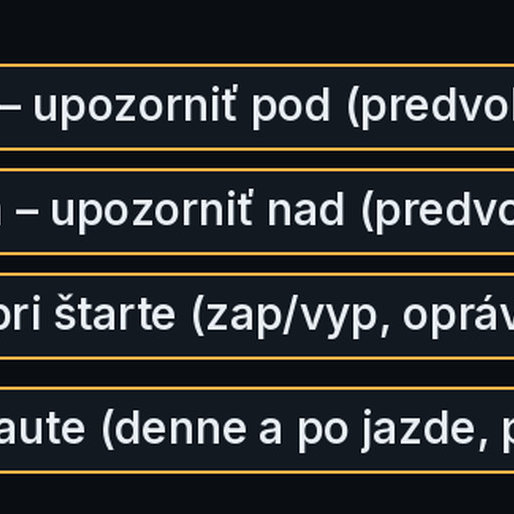 – upozorniť pod (predvo
– upozorniť nad (predvo
pri štarte (zap/vyp, opráv
aute (denne a po jazde, p